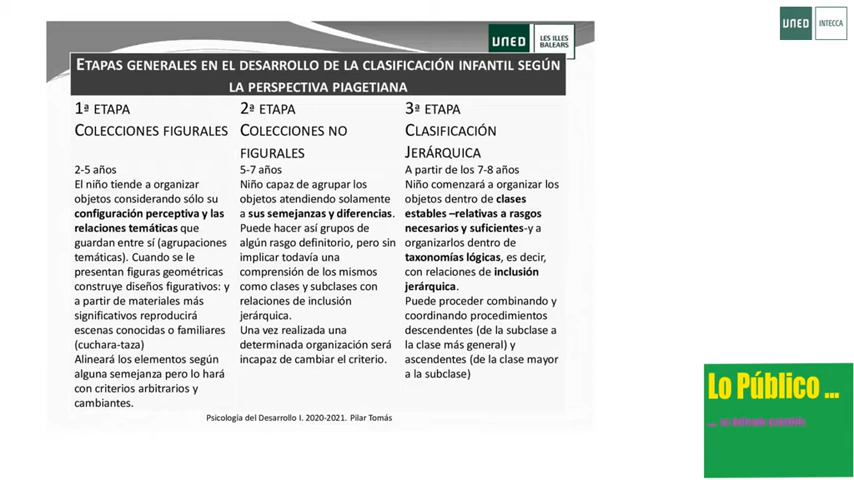 UNED
INTECCA
UNED
LES ILLES
BALEARS
ETAPAS GENERALES EN EL DESARROLLO DE LA CLASIFICACIÓN INFANTIL SEGÚN
LA PERSPECTIVA PIAGETIANA
1ª ETAPA
COLECCIONES FIGURALES
2-5 años
El niño tiende a organizar
objetos considerando sólo su
configuración perceptiva y las
relaciones temáticas que
guardan entre sí (agrupaciones
temáticas). Cuando se le
presentan figuras geométricas
construye diseños figurativos: y
a partir de materiales más
significativos reproducirá
escenas conocidas o familiares
(cuchara-taza)
Alineará los elementos según
alguna semejanza pero lo hará
con criterios arbitrarios y
cambiantes.
2ª ETAPA
COLECCIONES NO
FIGURALES
5-7 años
Niño capaz de agrupar los
objetos atendiendo solamente
a sus semejanzas y diferencias.
Puede hacer así grupos de
algún rasgo definitorio, pero sin
implicar todavía una
comprensión de los mismos
como clases y subclases con
relaciones de inclusión
jerárquica.
Una vez realizada una
determinada organización será
incapaz de cambiar el criterio.
3ª ETAPA
CLASIFICACIÓN
JERÁRQUICA
A partir de los 7-8 años
Niño comenzará a organizar los
objetos dentro de clases
estables –relativas a rasgos
necesarios y suficientes-y a
organizarlos dentro de
taxonomías lógicas, es decir,
con relaciones de inclusión
jerárquica.
Puede proceder combinando y
coordinando procedimientos
descendentes (de la subclase a
la clase más general) y
ascendentes (de la clase mayor
a la subclase)
Psicología del Desarrollo I. 2020-2021. Pilar Tomás
Lo Público ...